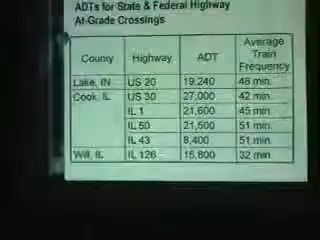 ADTs for State & Federal Highway
At-Grade Crossings
County Highway ADT Average Train Frequency
Lake, IN US 20 19,240 48 min.
Cook, IL US 30 27,000 42 min.
IL 1 21,600 45 min.
IL 50 21,500 51 min.
IL 43 8,400 51 min.
Will, IL IL 126 15,800 32 min.